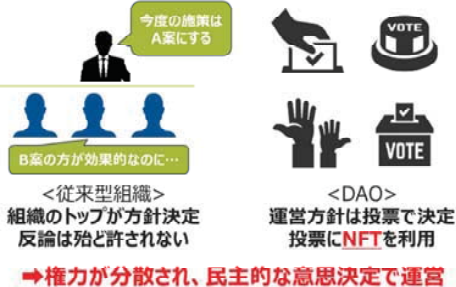 今度の施策は
A案にする
B案の方が効果的なのに…
<従来型組織>
組織のトップが方針決定
反論は殆ど許されない
VOTE
VOTE
<DAO>
運営方針は投票で決定
投票にNFTを利用
➡権力が分散され、民主的な意思決定で運営